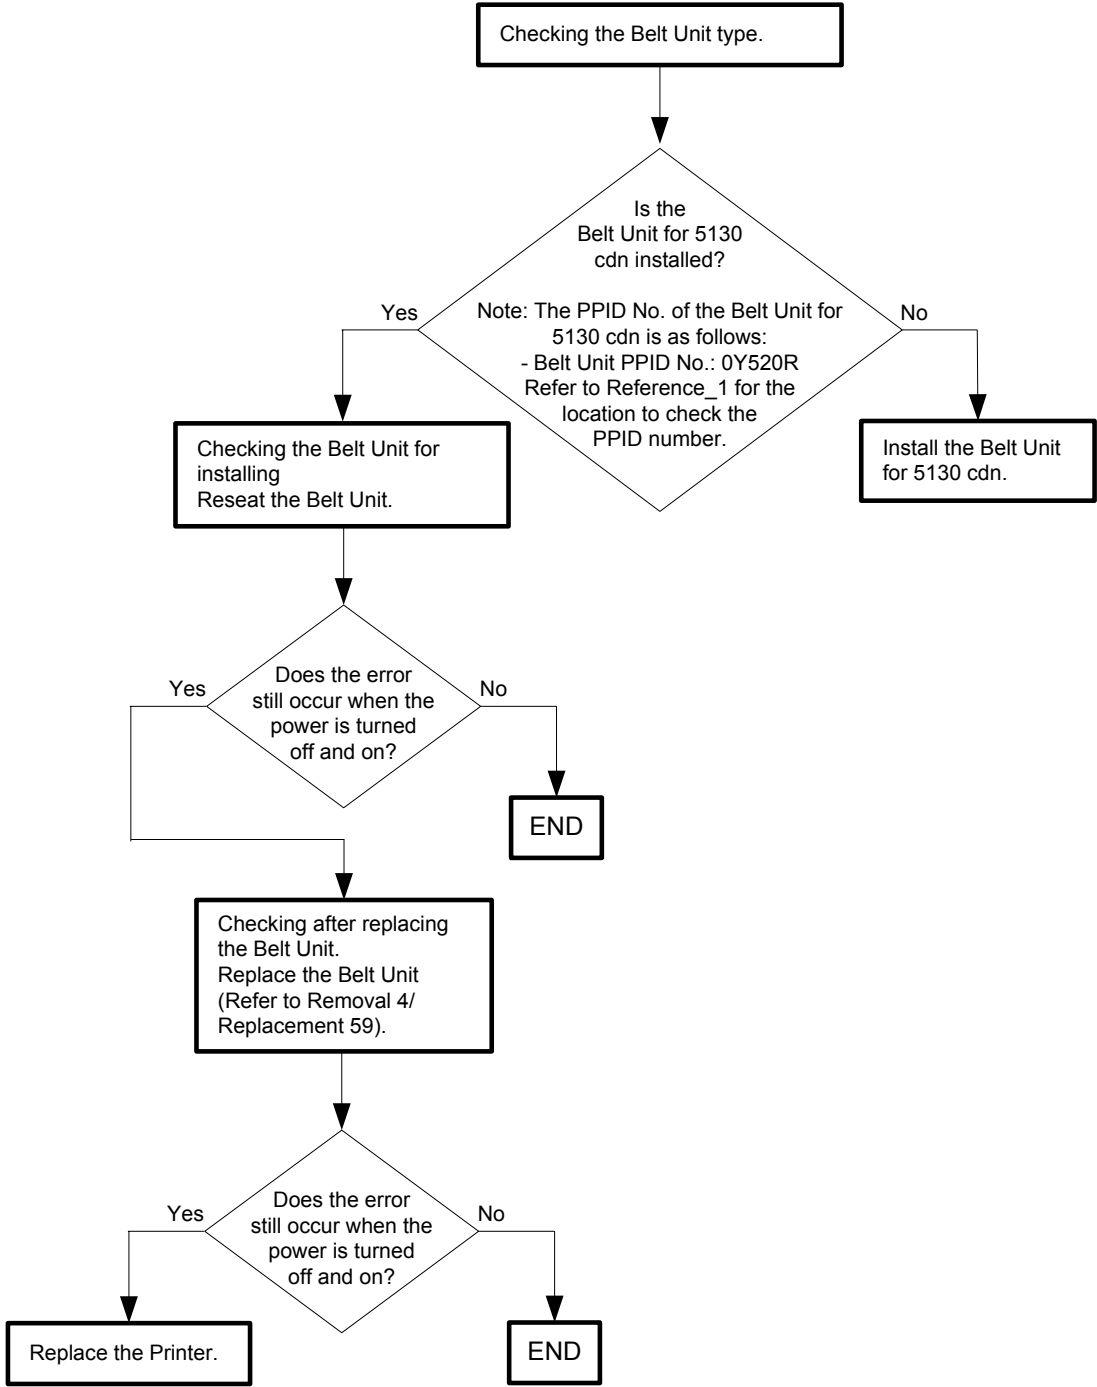 Checking the Belt Unit type.
Is the
Belt Unit for 5130
cdn installed?
Note: The PPID No. of the Belt Unit for
5130 cdn is as follows:
- Belt Unit PPID No.: 0Y520R
Refer to Reference_1 for the
location to check the
PPID number.
Yes
No
Checking the Belt Unit for
installing
Reseat the Belt Unit.
Install the Belt Unit
for 5130 cdn.
Does the error
still occur when the
power is turned
off and on?
Yes
No
END
Checking after replacing
the Belt Unit.
Replace the Belt Unit
(Refer to Removal 4/
Replacement 59).
Does the error
still occur when the
power is turned
off and on?
Yes
No
Replace the Printer.
END